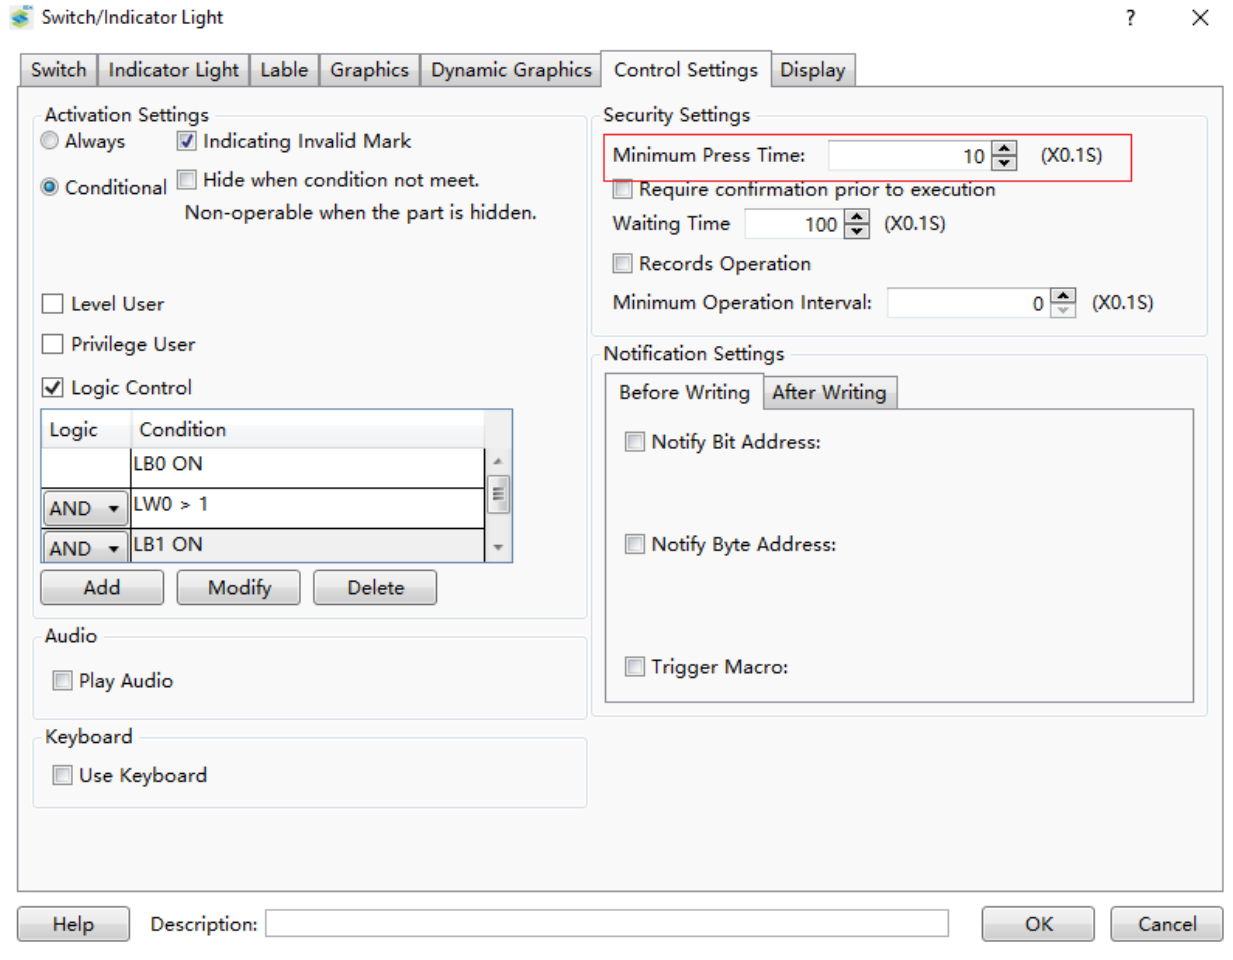 Switch/Indicator Light
?
Switch Indicator Light Lable Graphics Dynamic Graphics Control Settings Display
Activation Settings
Always
Indicating Invalid Mark
Conditional
Hide when condition not meet.
Non-operable when the part is hidden.
Level User
Privilege User
Logic Control
Logic Condition
LB0 ON
AND LW0 > 1
AND LB1 ON
Add Modify Delete
Audio
Play Audio
Keyboard
Use Keyboard
Security Settings
Minimum Press Time: 10 (X0.1S)
Require confirmation prior to execution
Waiting Time 100 (X0.1S)
Records Operation
Minimum Operation Interval: 0 (X0.1S)
Notification Settings
Before Writing After Writing
Notify Bit Address:
Notify Byte Address:
Trigger Macro:
Help Description: OK Cancel